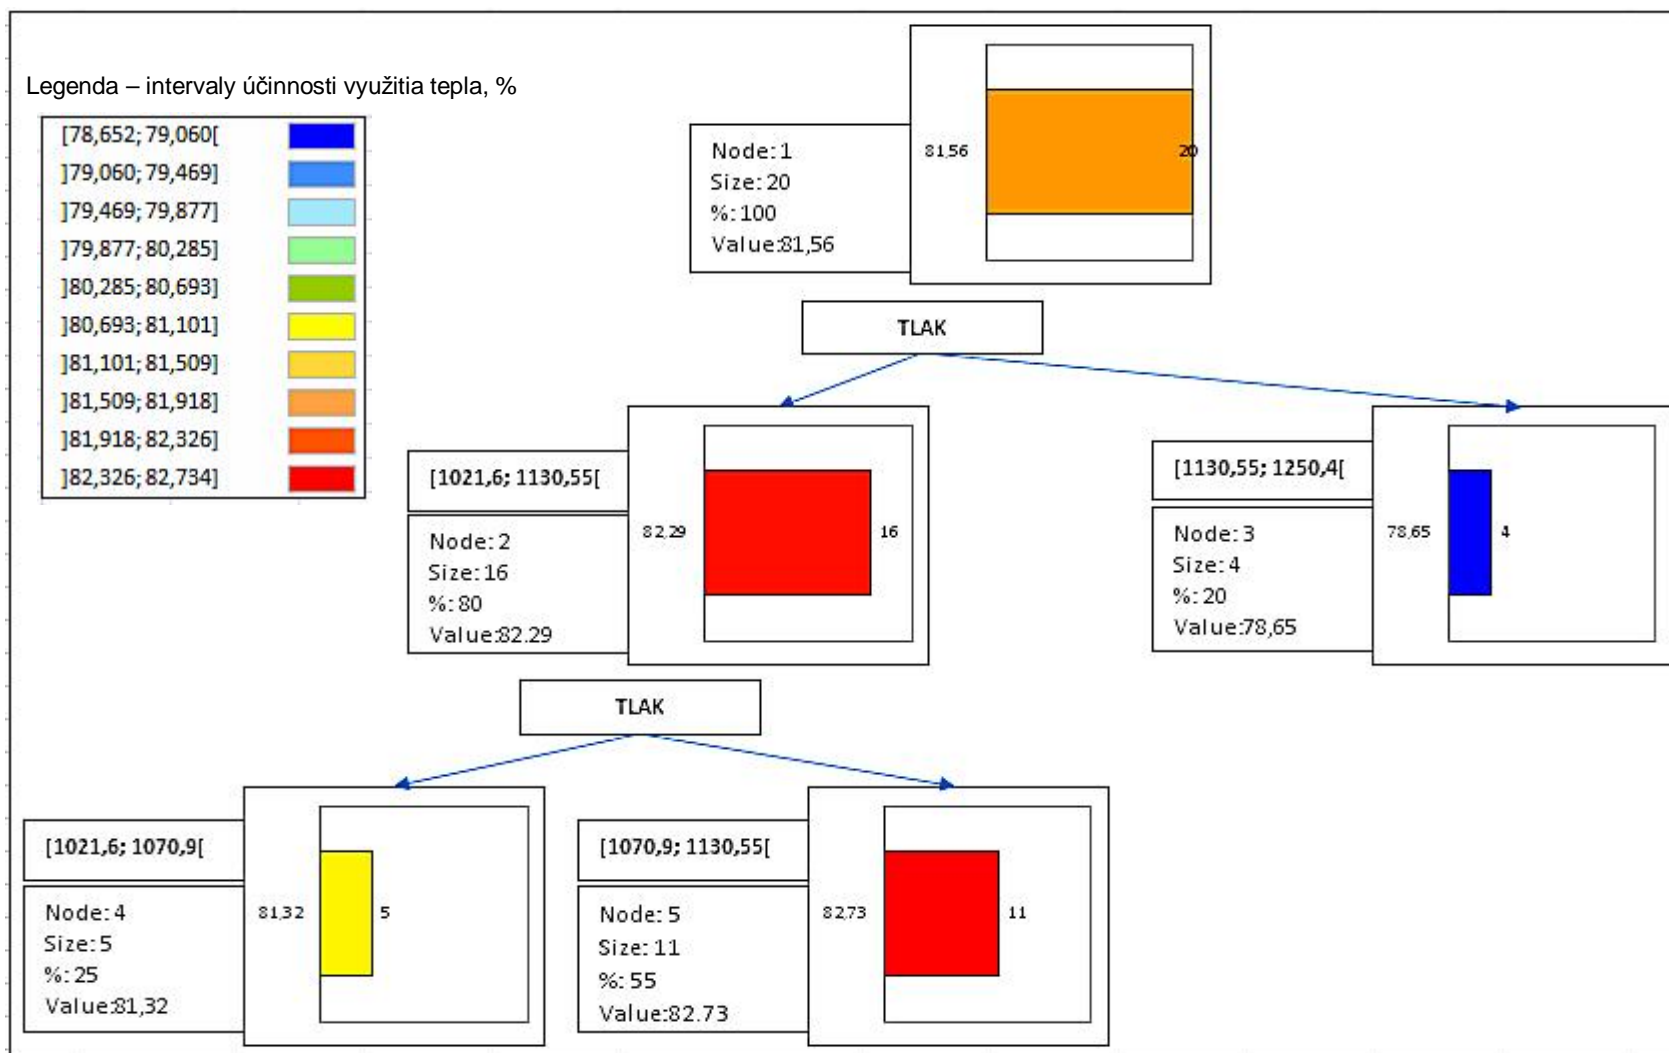 Legenda – intervaly účinnosti využitia tepla, %
[78,652; 79,060[
]79,060; 79,469]
]79,469; 79,877]
]79,877; 80,285]
]80,285; 80,693]
]80,693; 81,101]
]81,101; 81,509]
]81,509; 81,918]
]81,918; 82,326]
]82,326; 82,734]
Node: 1
Size: 20
%: 100
Value:81,56
81,56
20
TLAK
[1021,6; 1130,55[
Node: 2
Size: 16
%: 80
Value:82.29
82,29
16
[1130,55; 1250,4[
Node: 3
Size: 4
%: 20
Value:78,65
78,65
4
TLAK
[1021,6; 1070,9[
Node: 4
Size: 5
%: 25
Value:81,32
81,32
5
[1070,9; 1130,55[
Node: 5
Size: 11
%: 55
Value:82.73
82,73
11